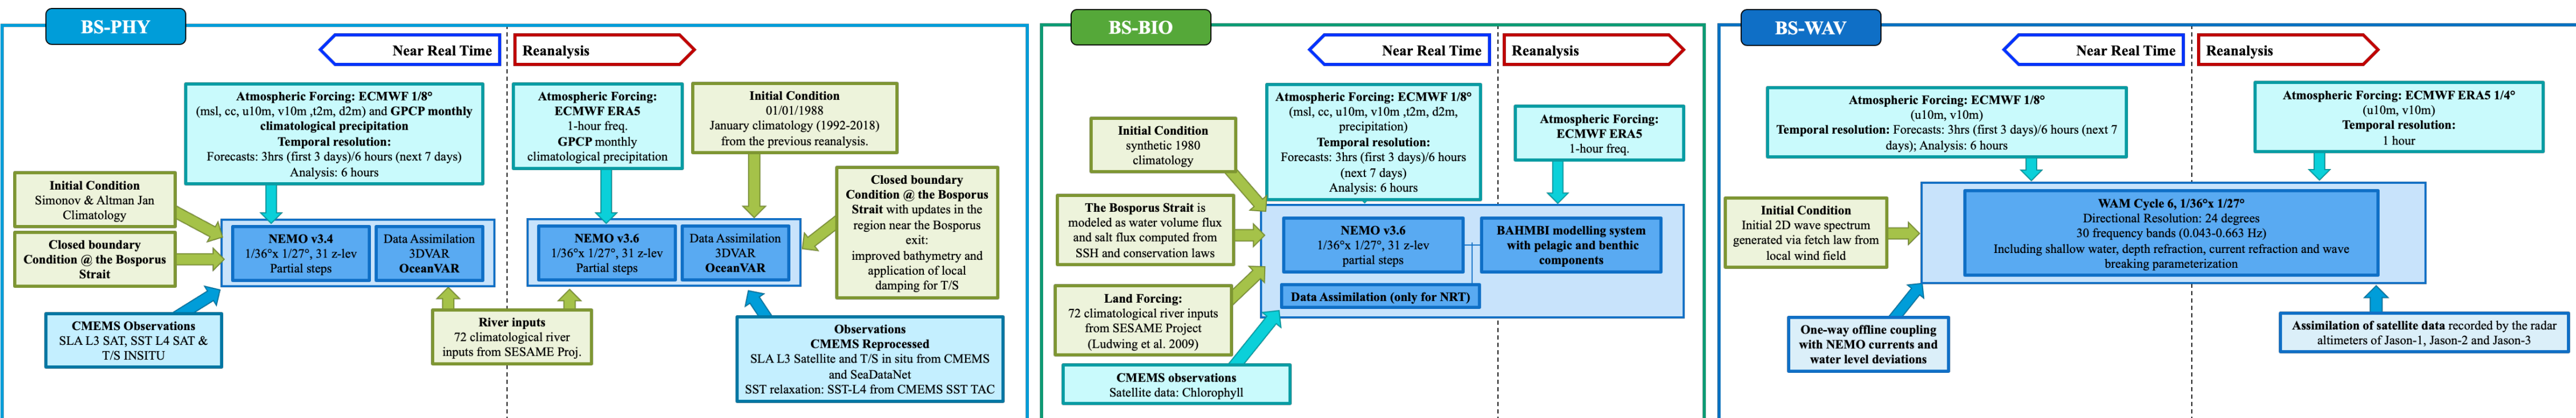 BS-PHY
Near Real Time
Reanalysis
Atmospheric Forcing: ECMWF 1/8°
(msl, cc, u10m, v10m ,t2m, d2m) and GPCP monthly
climatological precipitation
Temporal resolution:
Forecasts: 3hrs (first 3 days)/6 hours (next 7 days)
Analysis: 6 hours
Atmospheric Forcing:
ECMWF ERA5
1-hour freq.
GPCP monthly
climatological precipitation
Initial Condition
01/01/1988
January climatology (1992-2018)
from the previous reanalysis.
Initial Condition
Simonov & Altman Jan
Climatology
Closed boundary
Condition @ the Bosporus
Strait
NEMO v3.4
1/36°x 1/27°, 31 z-lev
Partial steps
Data Assimilation
3DVAR
OceanVAR
NEMO v3.6
1/36°x 1/27°, 31 z-lev
Partial steps
Data Assimilation
3DVAR
OceanVAR
Closed boundary
Condition @ the Bosporus
Strait with updates in the
region near the Bosporus
exit:
improved bathymetry and
application of local
damping for T/S
CMEMS Observations
SLA L3 SAT, SST L4 SAT &
T/S INSITU
River inputs
72 climatological river
inputs from SESAME Proj.
Observations
CMEMS Reprocessed
SLA L3 Satellite and T/S in situ from CMEMS
and SeaDataNet
SST relaxation: SST-L4 from CMEMS SST TAC
BS-BIO
Near Real Time
Reanalysis
Initial Condition
synthetic 1980
climatology
Atmospheric Forcing: ECMWF 1/8°
(msl, cc, u10m, v10m ,t2m, d2m,
precipitation)
Temporal resolution:
Forecasts: 3hrs (first 3 days)/6 hours
(next 7 days)
Analysis: 6 hours
Atmospheric Forcing:
ECMWF ERA5
1-hour freq.
The Bosporus Strait is
modeled as water volume flux
and salt flux computed from
SSH and conservation laws
NEMO v3.6
1/36°x 1/27°, 31 z-lev
partial steps
BAHMBI modelling system
with pelagic and benthic
components
Data Assimilation (only for NRT)
Land Forcing:
72 climatological river inputs
from SESAME Project
(Ludwing et al. 2009)
CMEMS observations
Satellite data: Chlorophyll
BS-WAV
Near Real Time
Reanalysis
Atmospheric Forcing: ECMWF 1/8°
(u10m, v10m)
Temporal resolution: Forecasts: 3hrs (first 3 days)/6 hours (next 7
days); Analysis: 6 hours
Atmospheric Forcing: ECMWF ERA5 1/4°
(u10m, v10m)
Temporal resolution:
1 hour
Initial Condition
Initial 2D wave spectrum
generated via fetch law from
local wind field
WAM Cycle 6, 1/36°x 1/27°
Directional Resolution: 24 degrees
30 frequency bands (0.043-0.663 Hz)
Including shallow water, depth refraction, current refraction and wave
breaking parameterization
One-way offline coupling
with NEMO currents and
water level deviations
Assimilation of satellite data recorded by the radar
altimeters of Jason-1, Jason-2 and Jason-3